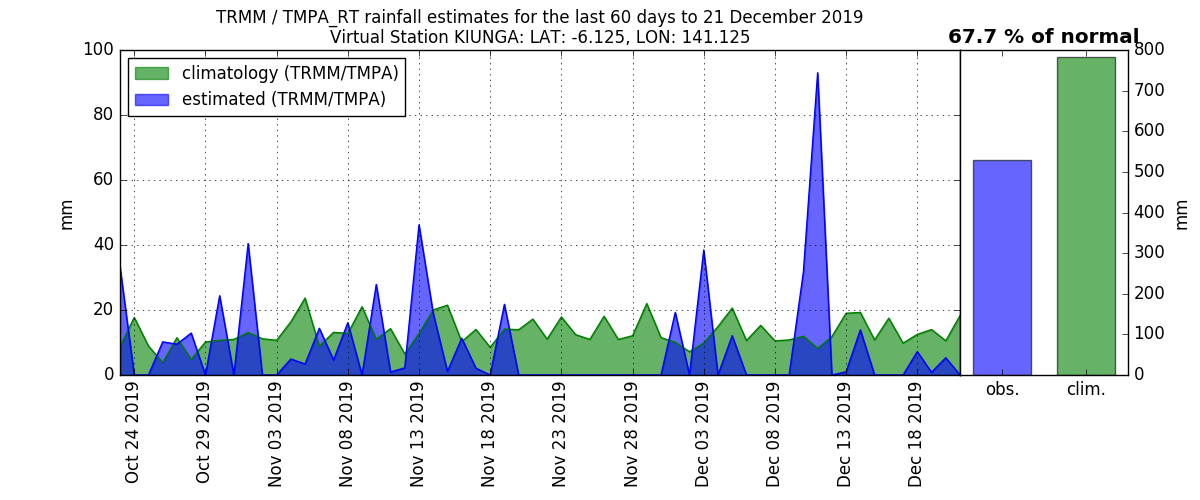 TRMM / TMPA_RT rainfall estimates for the last 60 days to 21 December 2019
Virtual Station KIUNGA: LAT: -6.125, LON: 141.125
67.7 % of normal
climatology (TRMM/TMPA)
estimated (TRMM/TMPA)
100
80
60
40
20
0
mm
Oct 24 2019
Oct 29 2019
Nov 03 2019
Nov 08 2019
Nov 13 2019
Nov 18 2019
Nov 23 2019
Nov 28 2019
Dec 03 2019
Dec 08 2019
Dec 13 2019
Dec 18 2019
obs.
clim.
800
700
600
500
400
300
200
100
0
mm